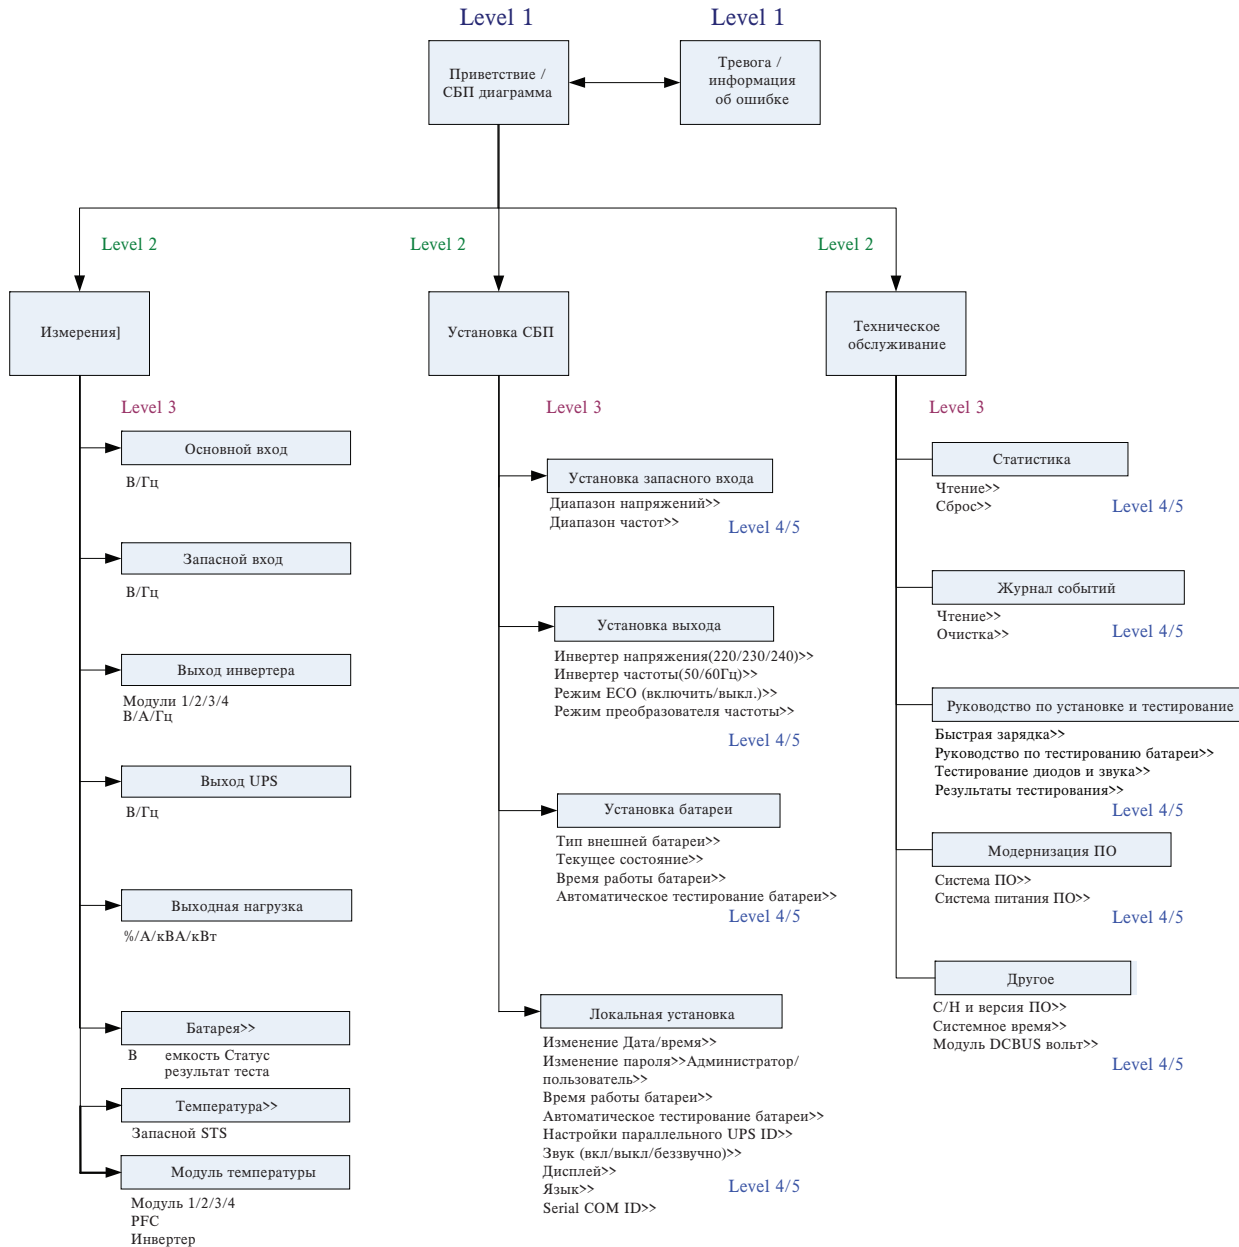 Level 1
Level 1
Приветствие /
СБП диаграмма
Тревога /
информация
об ошибке
Level 2
Level 2
Level 2
Измерения]
Установка СБП
Техническое
обслуживание
Level 3
Основной вход
В/Гц
Запасной вход
В/Гц
Выход инвертера
Модули 1/2/3/4
В/А/Гц
Выход UPS
В/Гц
Выходная нагрузка
%/А/кВА/кВт
Батарея>>
В емкость Статус
результат теста
Температура>>
Запасной STS
Модуль температуры
Модуль 1/2/3/4
PFC
Инвертер
Level 3
Установка запасного входа
Диапазон напряжений>>
Диапазон частот>>
Level 4/5
Установка выхода
Инвертер напряжения(220/230/240)>>
Инвертер частоты(50/60Гц)>>
Режим ECO (включить/выкл.)>>
Режим преобразователя частоты>>
Level 4/5
Установка батареи
Тип внешней батареи>>
Текущее состояние>>
Время работы батареи>>
Автоматическое тестирование батареи>>
Level 4/5
Локальная установка
Изменение Дата/время>>
Изменение пароля>>Администратор/
пользователь>>
Время работы батареи>>
Автоматическое тестирование батареи>>
Настройки параллельного UPS ID>>
Звук (вкл/выкл/беззвучно)>>
Дисплей>>
Язык>>
Level 4/5
Serial COM ID>>
Level 3
Статистика
Чтение>>
Сброс>>
Level 4/5
Журнал событий
Чтение>>
Очистка>>
Level 4/5
Руководство по установке и тестирование
Быстрая зарядка>>
Руководство по тестированию батареи>>
Тестирование диодов и звука>>
Результаты тестирования>>
Level 4/5
Модернизация ПО
Система ПО>>
Система питания ПО>>
Level 4/5
Другое
С/Н и версия ПО>>
Системное время>>
Модуль DCBUS вольт>>
Level 4/5